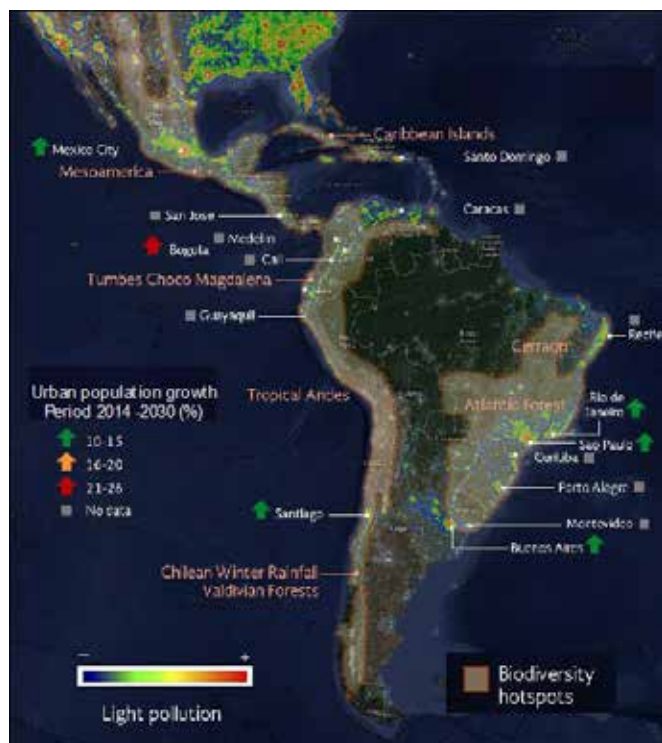 Caribbean Islands
Mexico City
Santo Domingo
Mesoamerica
San Jose
Caracas
Medellin
Bogota
Cali
Tumbes Choco Magdalena
Guayaquil
Recife
Cerrado
Urban population growth
Period 2014 -2030 (%)
10-15
16-20
21-26
No data
Tropical Andes
Atlantic Forest
Rio de
Janeiro
Sao Paulo
Curitiba
Porto Alegre
Santiago
Montevideo
Buenos Aires
Chilean Winter Rainfall
Valdivian Forests
− +
Light pollution
Biodiversity
hotspots